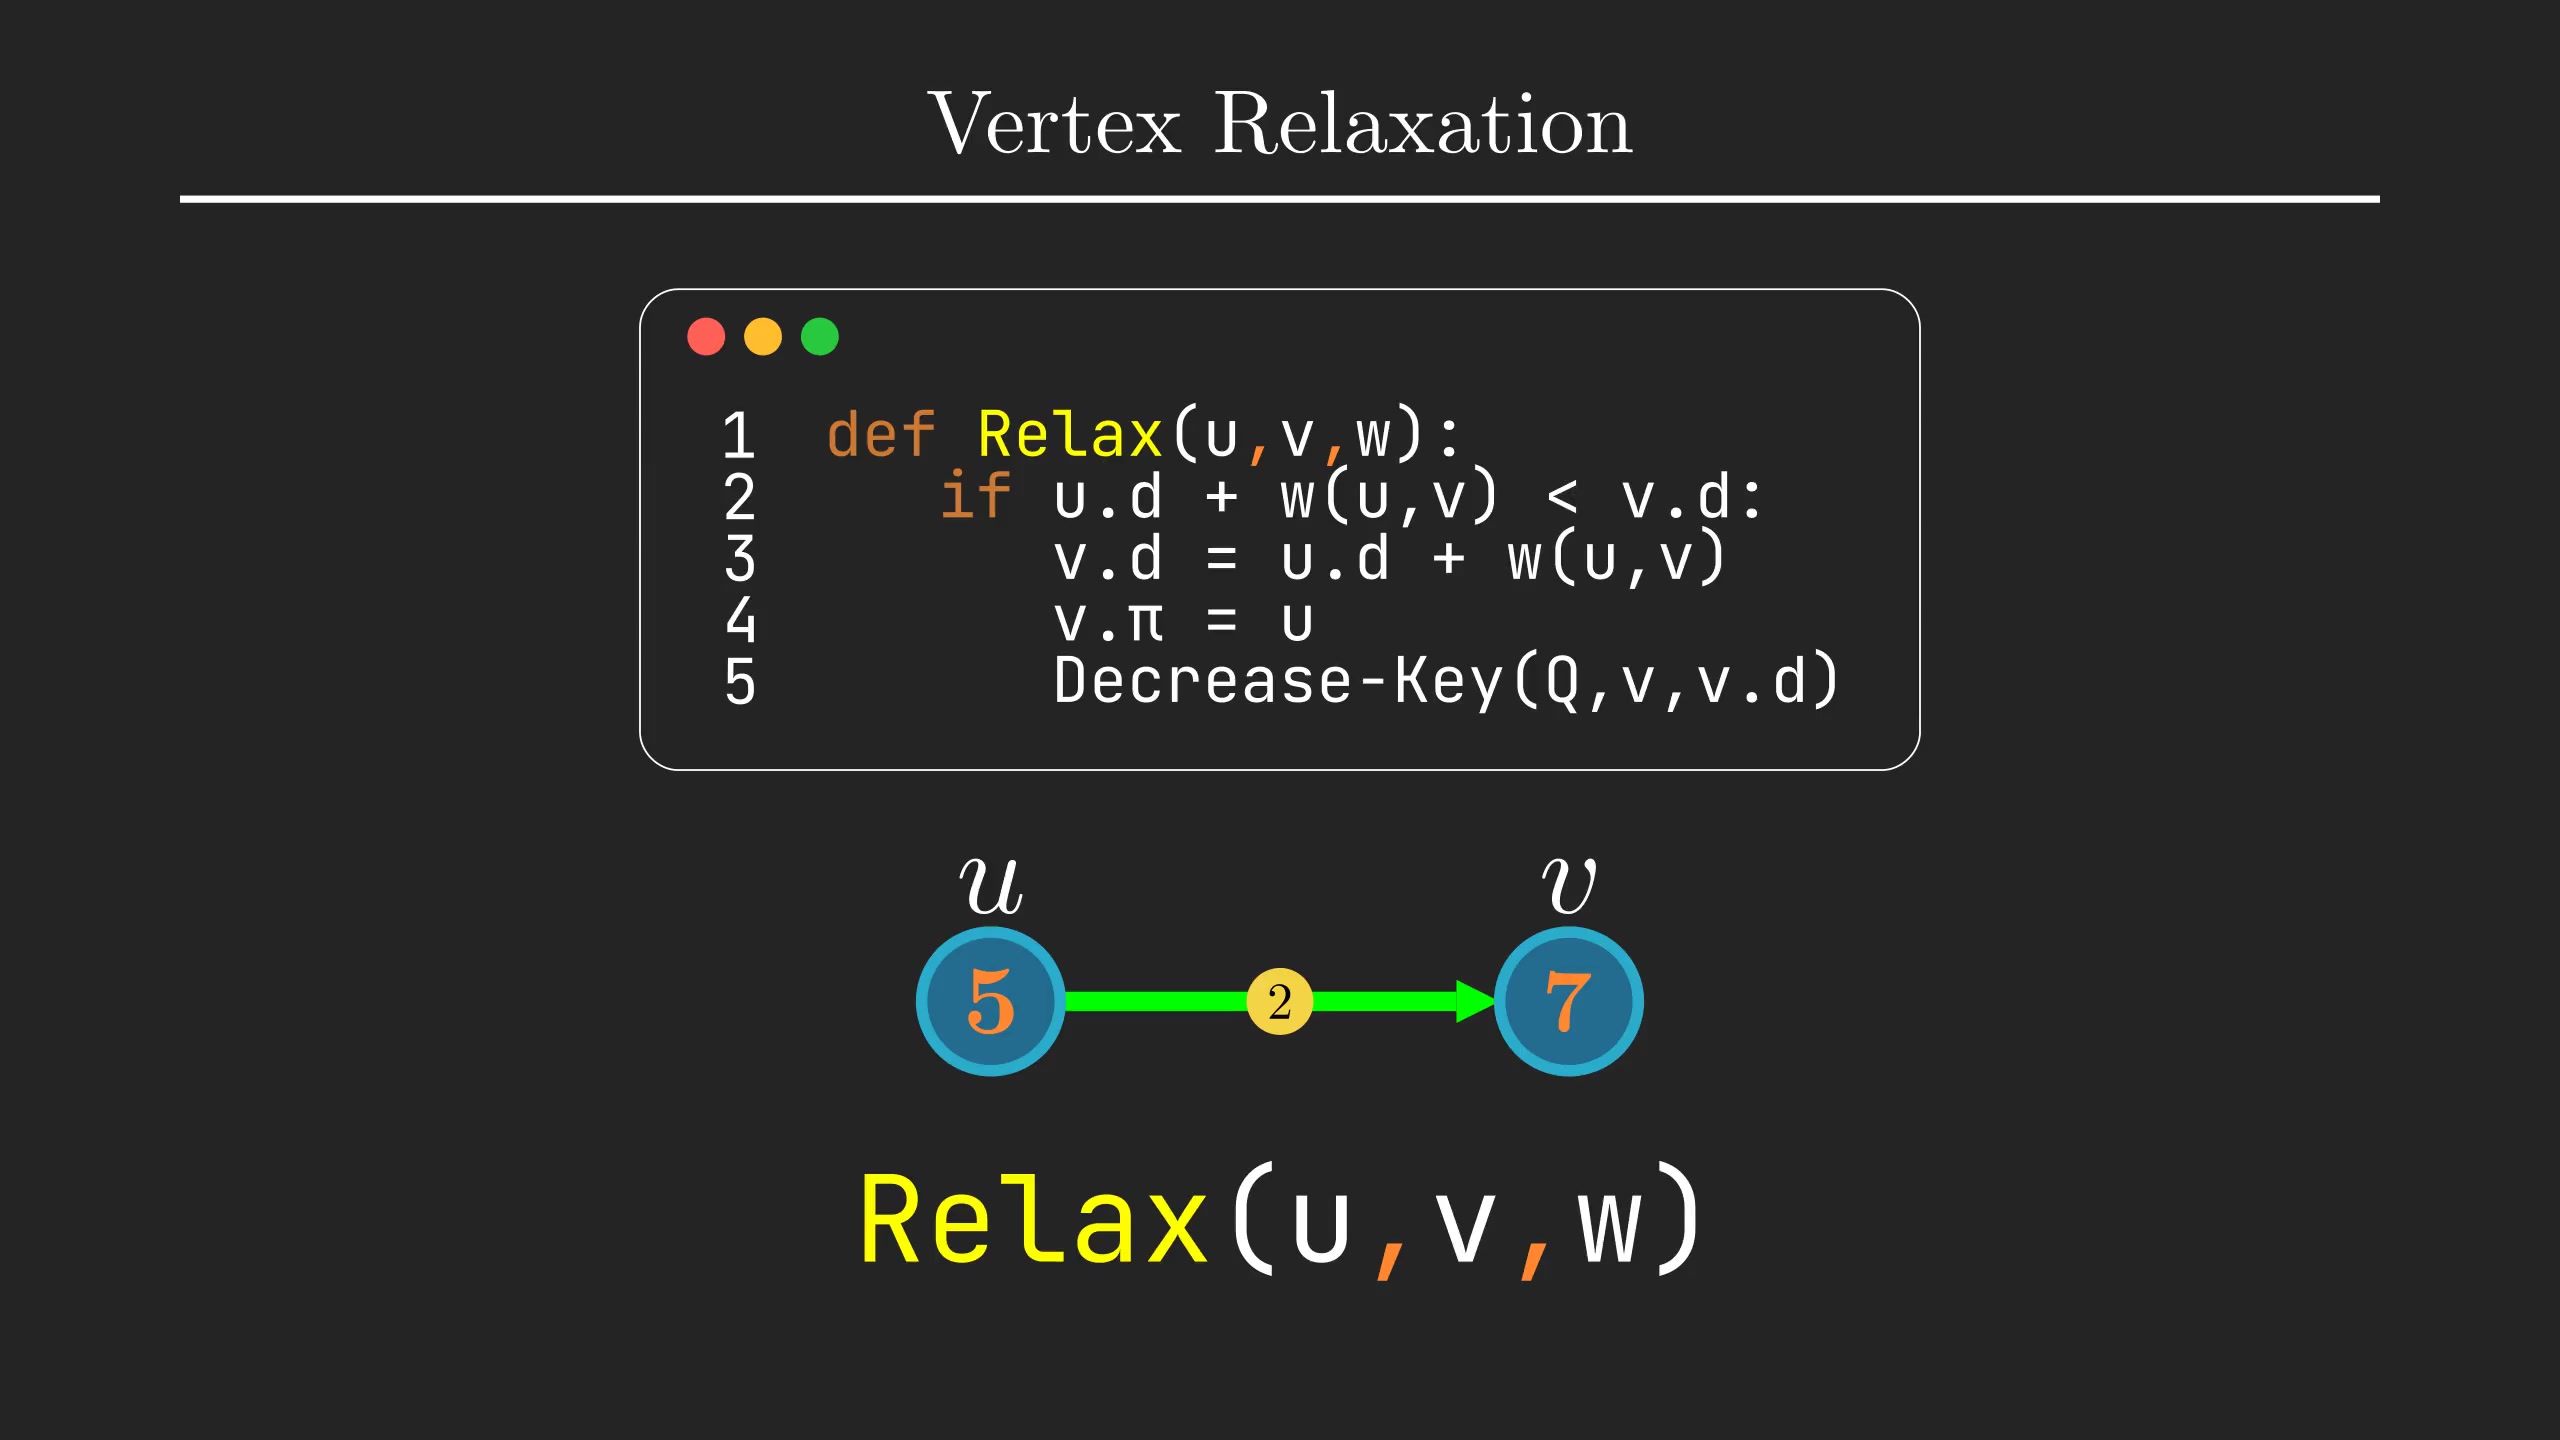 Vertex Relaxation
1 def Relax(u,v,w):
2 if u.d + w(u,v) < v.d:
3 v.d = u.d + w(u,v)
4 v.π = u
5 Decrease-Key(Q,v,v.d)
u v
5 2 7
Relax(u,v,w)